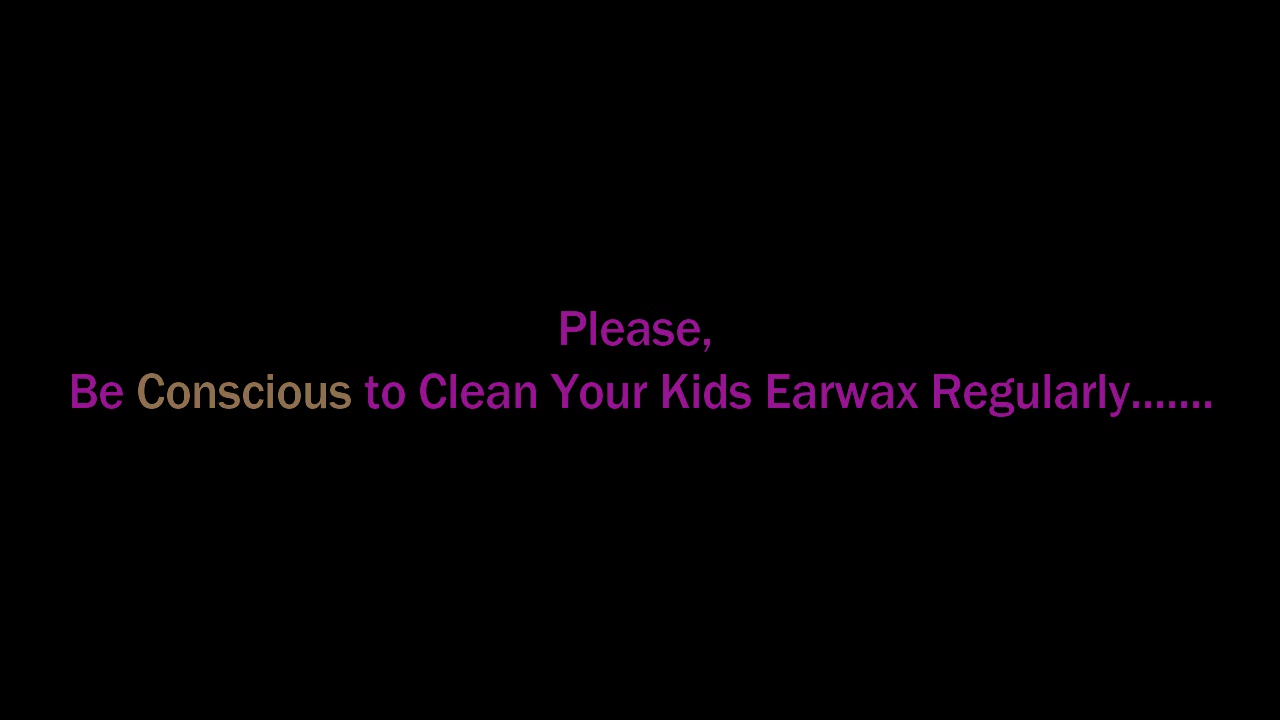 Please,
Be Conscious to Clean Your Kids Earwax Regularly.......